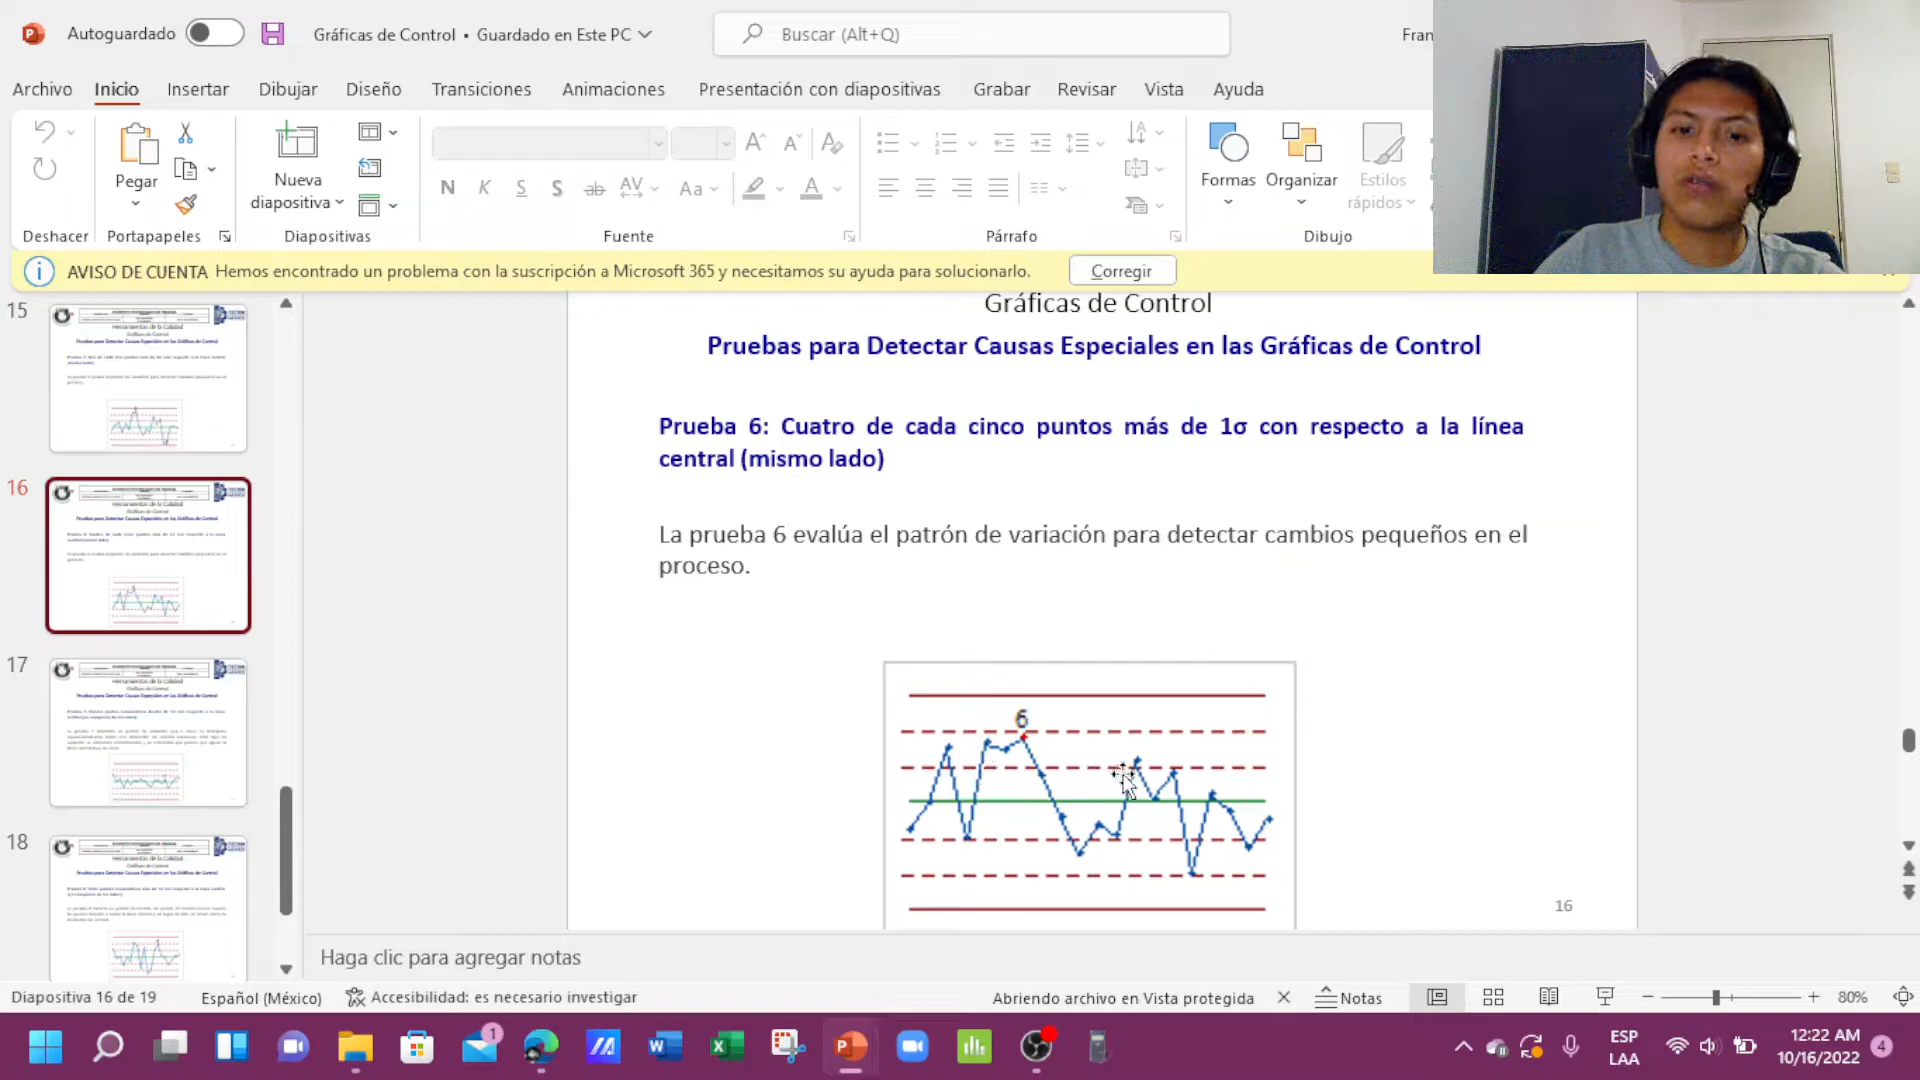 Autoguardado
Gráficas de Control • Guardado en Este PC
Buscar (Alt+Q)
Fran
Archivo Inicio Insertar Dibujar Diseño Transiciones Animaciones Presentación con diapositivas Grabar Revisar Vista Ayuda
Pegar
Nueva diapositiva
Formas Organizar Estilos rápidos
N K S S ab AV Aa A
Deshacer Portapapeles Diapositivas Fuente Párrafo Dibujo
AVISO DE CUENTA Hemos encontrado un problema con la suscripción a Microsoft 365 y necesitamos su ayuda para solucionarlo. Corregir
15
16
17
18
Gráficas de Control
Pruebas para Detectar Causas Especiales en las Gráficas de Control
Prueba 6: Cuatro de cada cinco puntos más de 1σ con respecto a la línea
central (mismo lado)
La prueba 6 evalúa el patrón de variación para detectar cambios pequeños en el
proceso.
6
16
Haga clic para agregar notas
Diapositiva 16 de 19 Español (México) Accesibilidad: es necesario investigar Abriendo archivo en Vista protegida Notas 80%
1
ESP
LAA
12:22 AM
10/16/2022
4